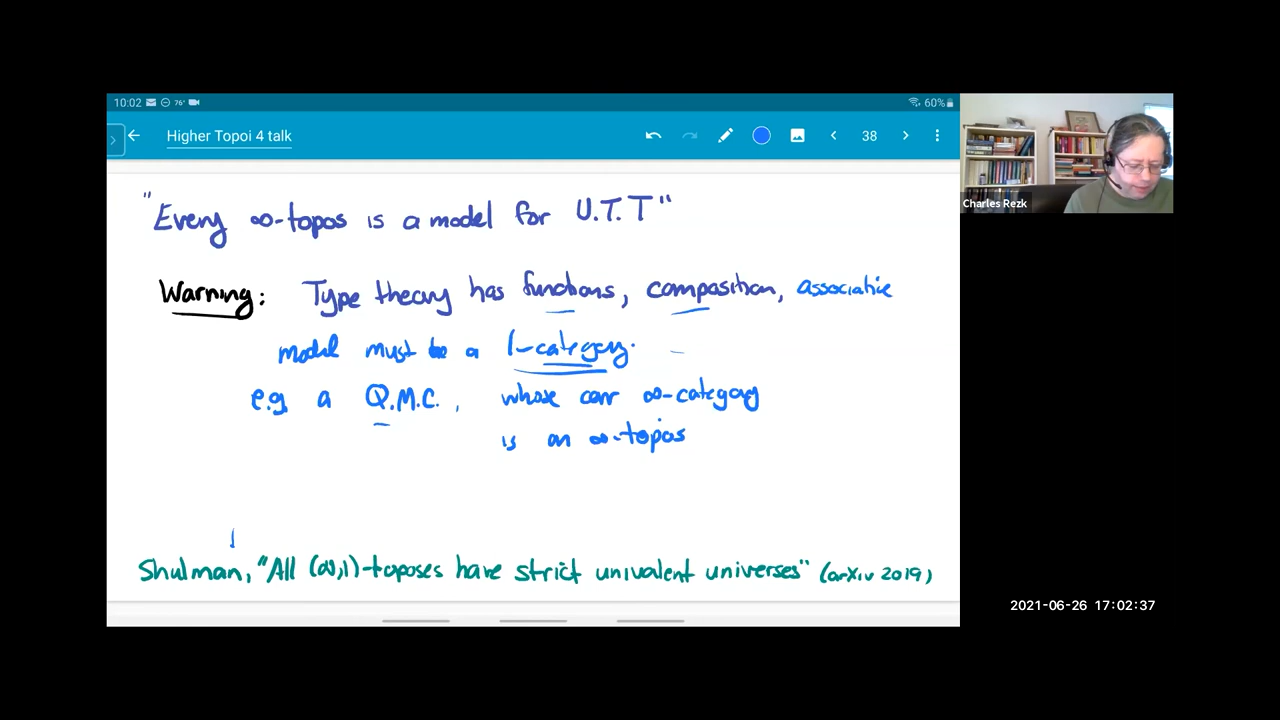 10:02 76° 60%
Higher Topoi 4 talk 38
Charles Rezk
"Every ∞-topos is a model for U.T.T"
Warning: Type theory has functions, composition, associative
model must be a 1-category.
e.g. a Q.M.C., whose corr ∞-category
is an ∞-topos
Shulman, "All (∞,1)-toposes have strict univalent universes" (arXiv 2019)
2021-06-26 17:02:37